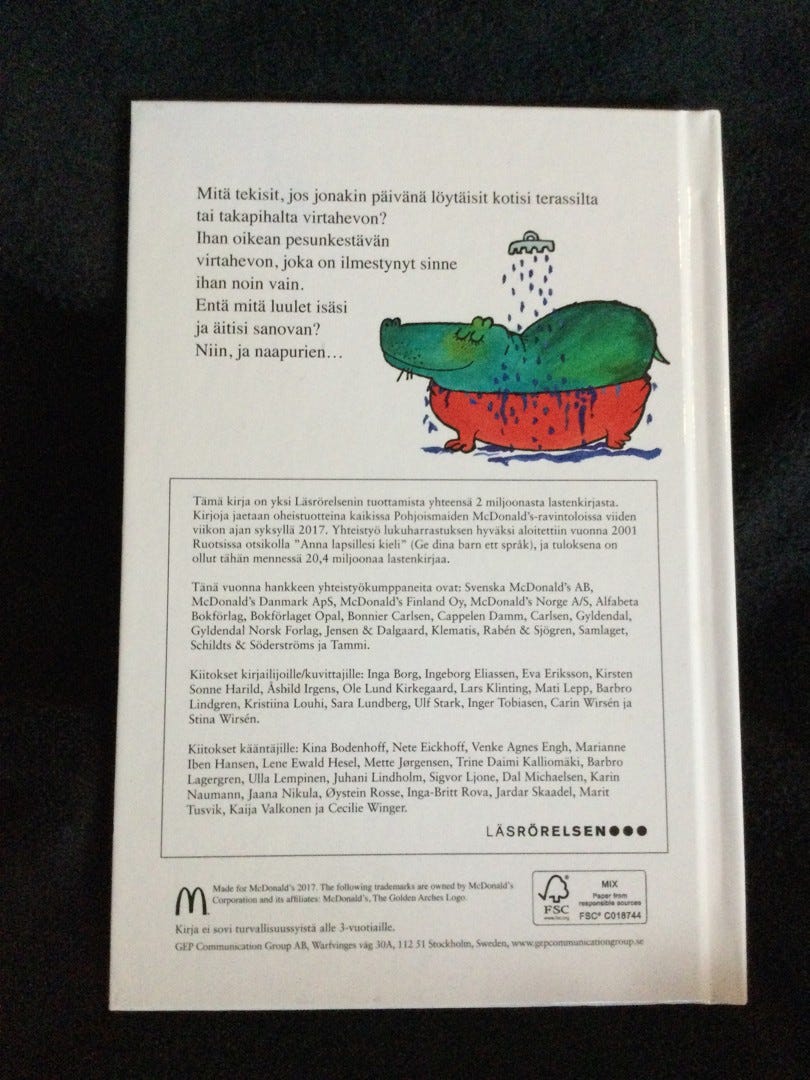 Mitä tekisit, jos jonakin päivänä löytäisit kotisi terassilta
tai takapihalta virtahevon?
Ihan oikean pesunkestävän
virtahevon, joka on ilmestynyt sinne
ihan noin vain.
Entä mitä luulet isäsi
ja äitisi sanovan?
Niin, ja naapurien...
Tämä kirja on yksi Läsrörelsenin tuottamista yhteensä 2 miljoonasta lastenkirjasta.
Kirjoja jaetaan oheistuotteina kaikissa Pohjoismaiden McDonald's-ravintoloissa viiden
viikon ajan syksyllä 2017. Yhteistyö lukuharrastuksen hyväksi aloitettiin vuonna 2001
Ruotsissa otsikolla "Anna lapsillesi kieli" (Ge dina barn ett språk), ja tuloksena on
ollut tähän mennessä 20,4 miljoonaa lastenkirjaa.
Tänä vuonna hankkeen yhteistyökumppaneita ovat: Svenska McDonald's AB,
McDonald's Danmark ApS, McDonald's Finland Oy, McDonald's Norge A/S, Alfabeta
Bokförlag, Bokförlaget Opal, Bonnier Carlsen, Cappelen Damm, Carlsen, Gyldendal,
Gyldendal Norsk Forlag, Jensen & Dalgaard, Klematis, Rabén & Sjögren, Samlaget,
Schildts & Söderströms ja Tammi.
Kiitokset kirjailijoille/kuvittajille: Inga Borg, Ingeborg Eliassen, Eva Eriksson, Kirsten
Sonne Harild, Åshild Irgens, Ole Lund Kirkegaard, Lars Klinting, Mati Lepp, Barbro
Lindgren, Kristiina Louhi, Sara Lundberg, Ulf Stark, Inger Tobiasen, Carin Wirsén ja
Stina Wirsén.
Kiitokset kääntäjille: Kina Bodenhoff, Nete Eickhoff, Venke Agnes Engh, Marianne
Iben Hansen, Lene Ewald Hesel, Mette Jørgensen, Trine Daimi Kalliomäki, Barbro
Lagergren, Ulla Lempinen, Juhani Lindholm, Sigvor Ljone, Dal Michaelsen, Karin
Naumann, Jaana Nikula, Øystein Rosse, Inga-Britt Rova, Jardar Skaadel, Marit
Tusvik, Kaija Valkonen ja Cecilie Winger.
LÄSRÖRELSEN●●●
Made for McDonald's 2017. The following trademarks are owned by McDonald's
Corporation and its affiliates: McDonald's, The Golden Arches Logo.
Kirja ei sovi turvallisuussyistä alle 3-vuotiaille.
GEP Communication Group AB, Warfvinges väg 30A, 112 51 Stockholm, Sweden, www.gepcommunicationgroup.se
FSC
www.fsc.org
MIX
Paper from
responsible sources
FSC® C018744